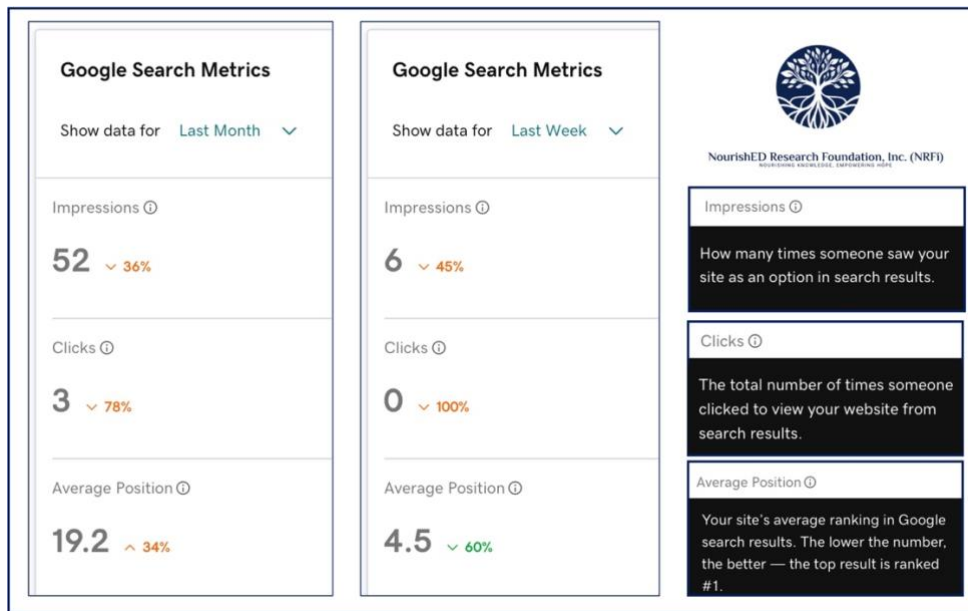 Google Search Metrics
Show data for Last Month
Impressions
52 36%
Clicks
3 78%
Average Position
19.2 34%
Google Search Metrics
Show data for Last Week
Impressions
6 45%
Clicks
0 100%
Average Position
4.5 60%
NourishED Research Foundation, Inc. (NRFi)
NOURISHING KNOWLEDGE, EMPOWERING HOPE
Impressions
How many times someone saw your
site as an option in search results.
Clicks
The total number of times someone
clicked to view your website from
search results.
Average Position
Your site's average ranking in Google
search results. The lower the number,
the better — the top result is ranked
#1.